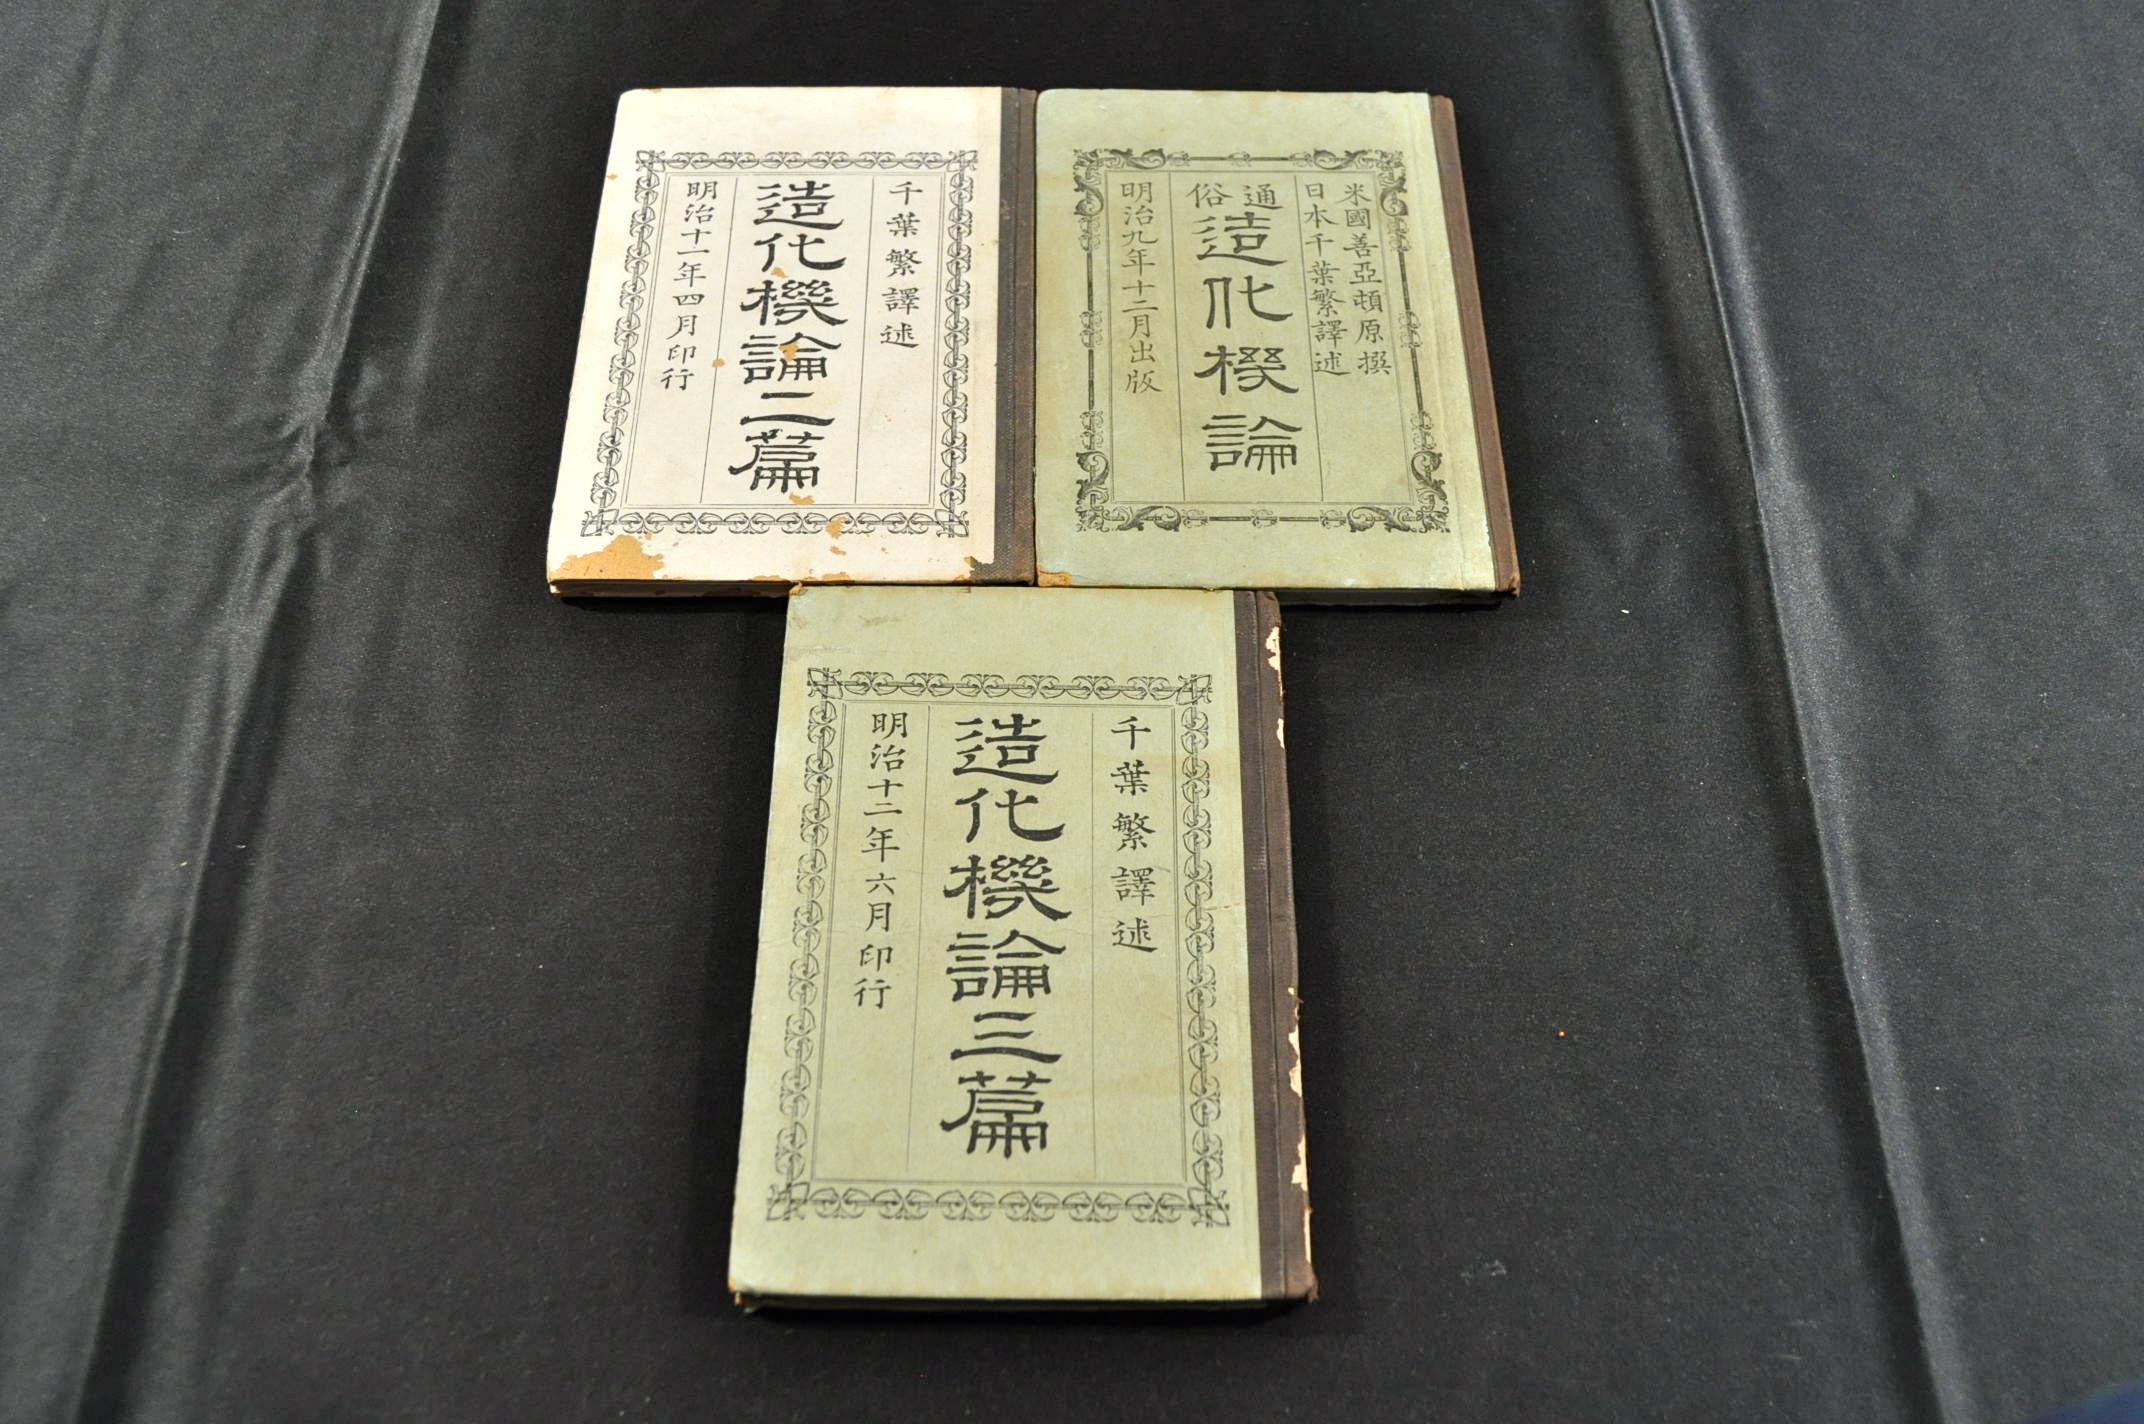 米國善亞頓原撰
日本千葉繁譯述
通俗
造化機論
明治九年十二月出版
千葉繁譯述
造化機論二篇
明治十一年四月印行
千葉繁譯述
造化機論三篇
明治十二年六月印行